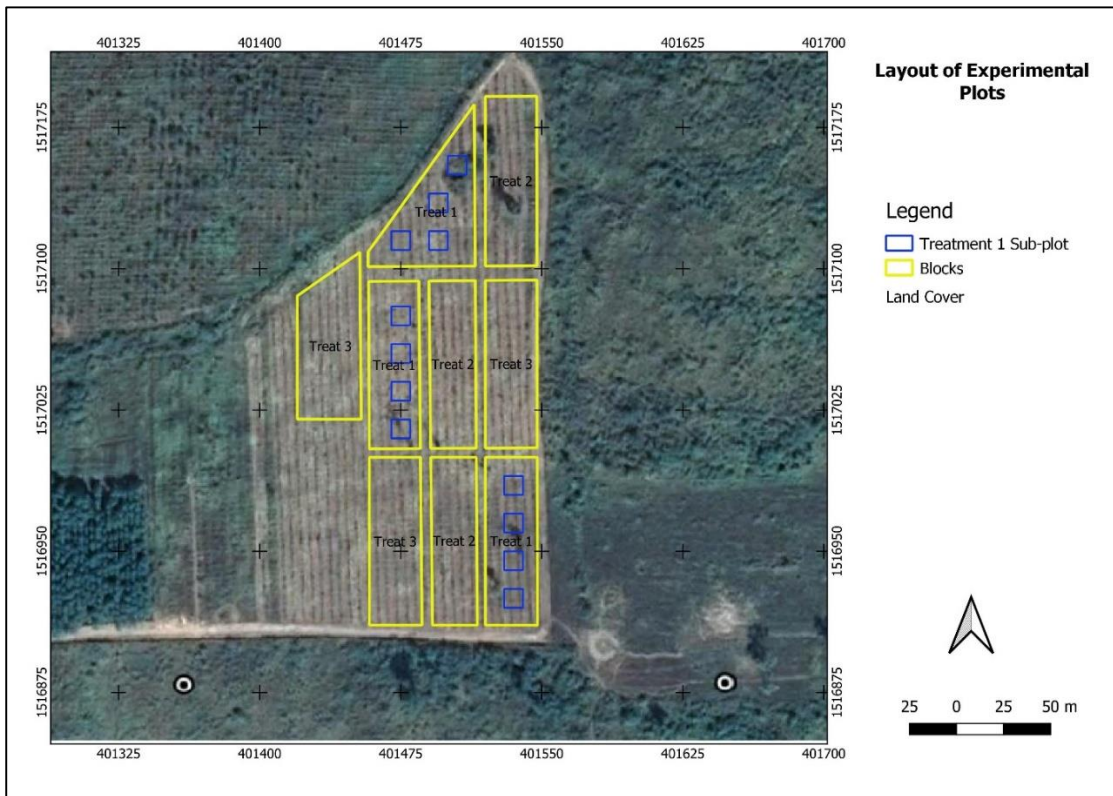 401325 401400 401475 401550 401625 401700
Layout of Experimental
Plots
1517175
1517100
1517025
1516950
1516875
1517175
1517100
1517025
1516950
1516875
Treat 2
Treat 1
Treat 3
Treat 1
Treat 2
Treat 3
Treat 3
Treat 2
Treat 1
Legend
Treatment 1 Sub-plot
Blocks
Land Cover
25 0 25 50 m
401325 401400 401475 401550 401625 401700